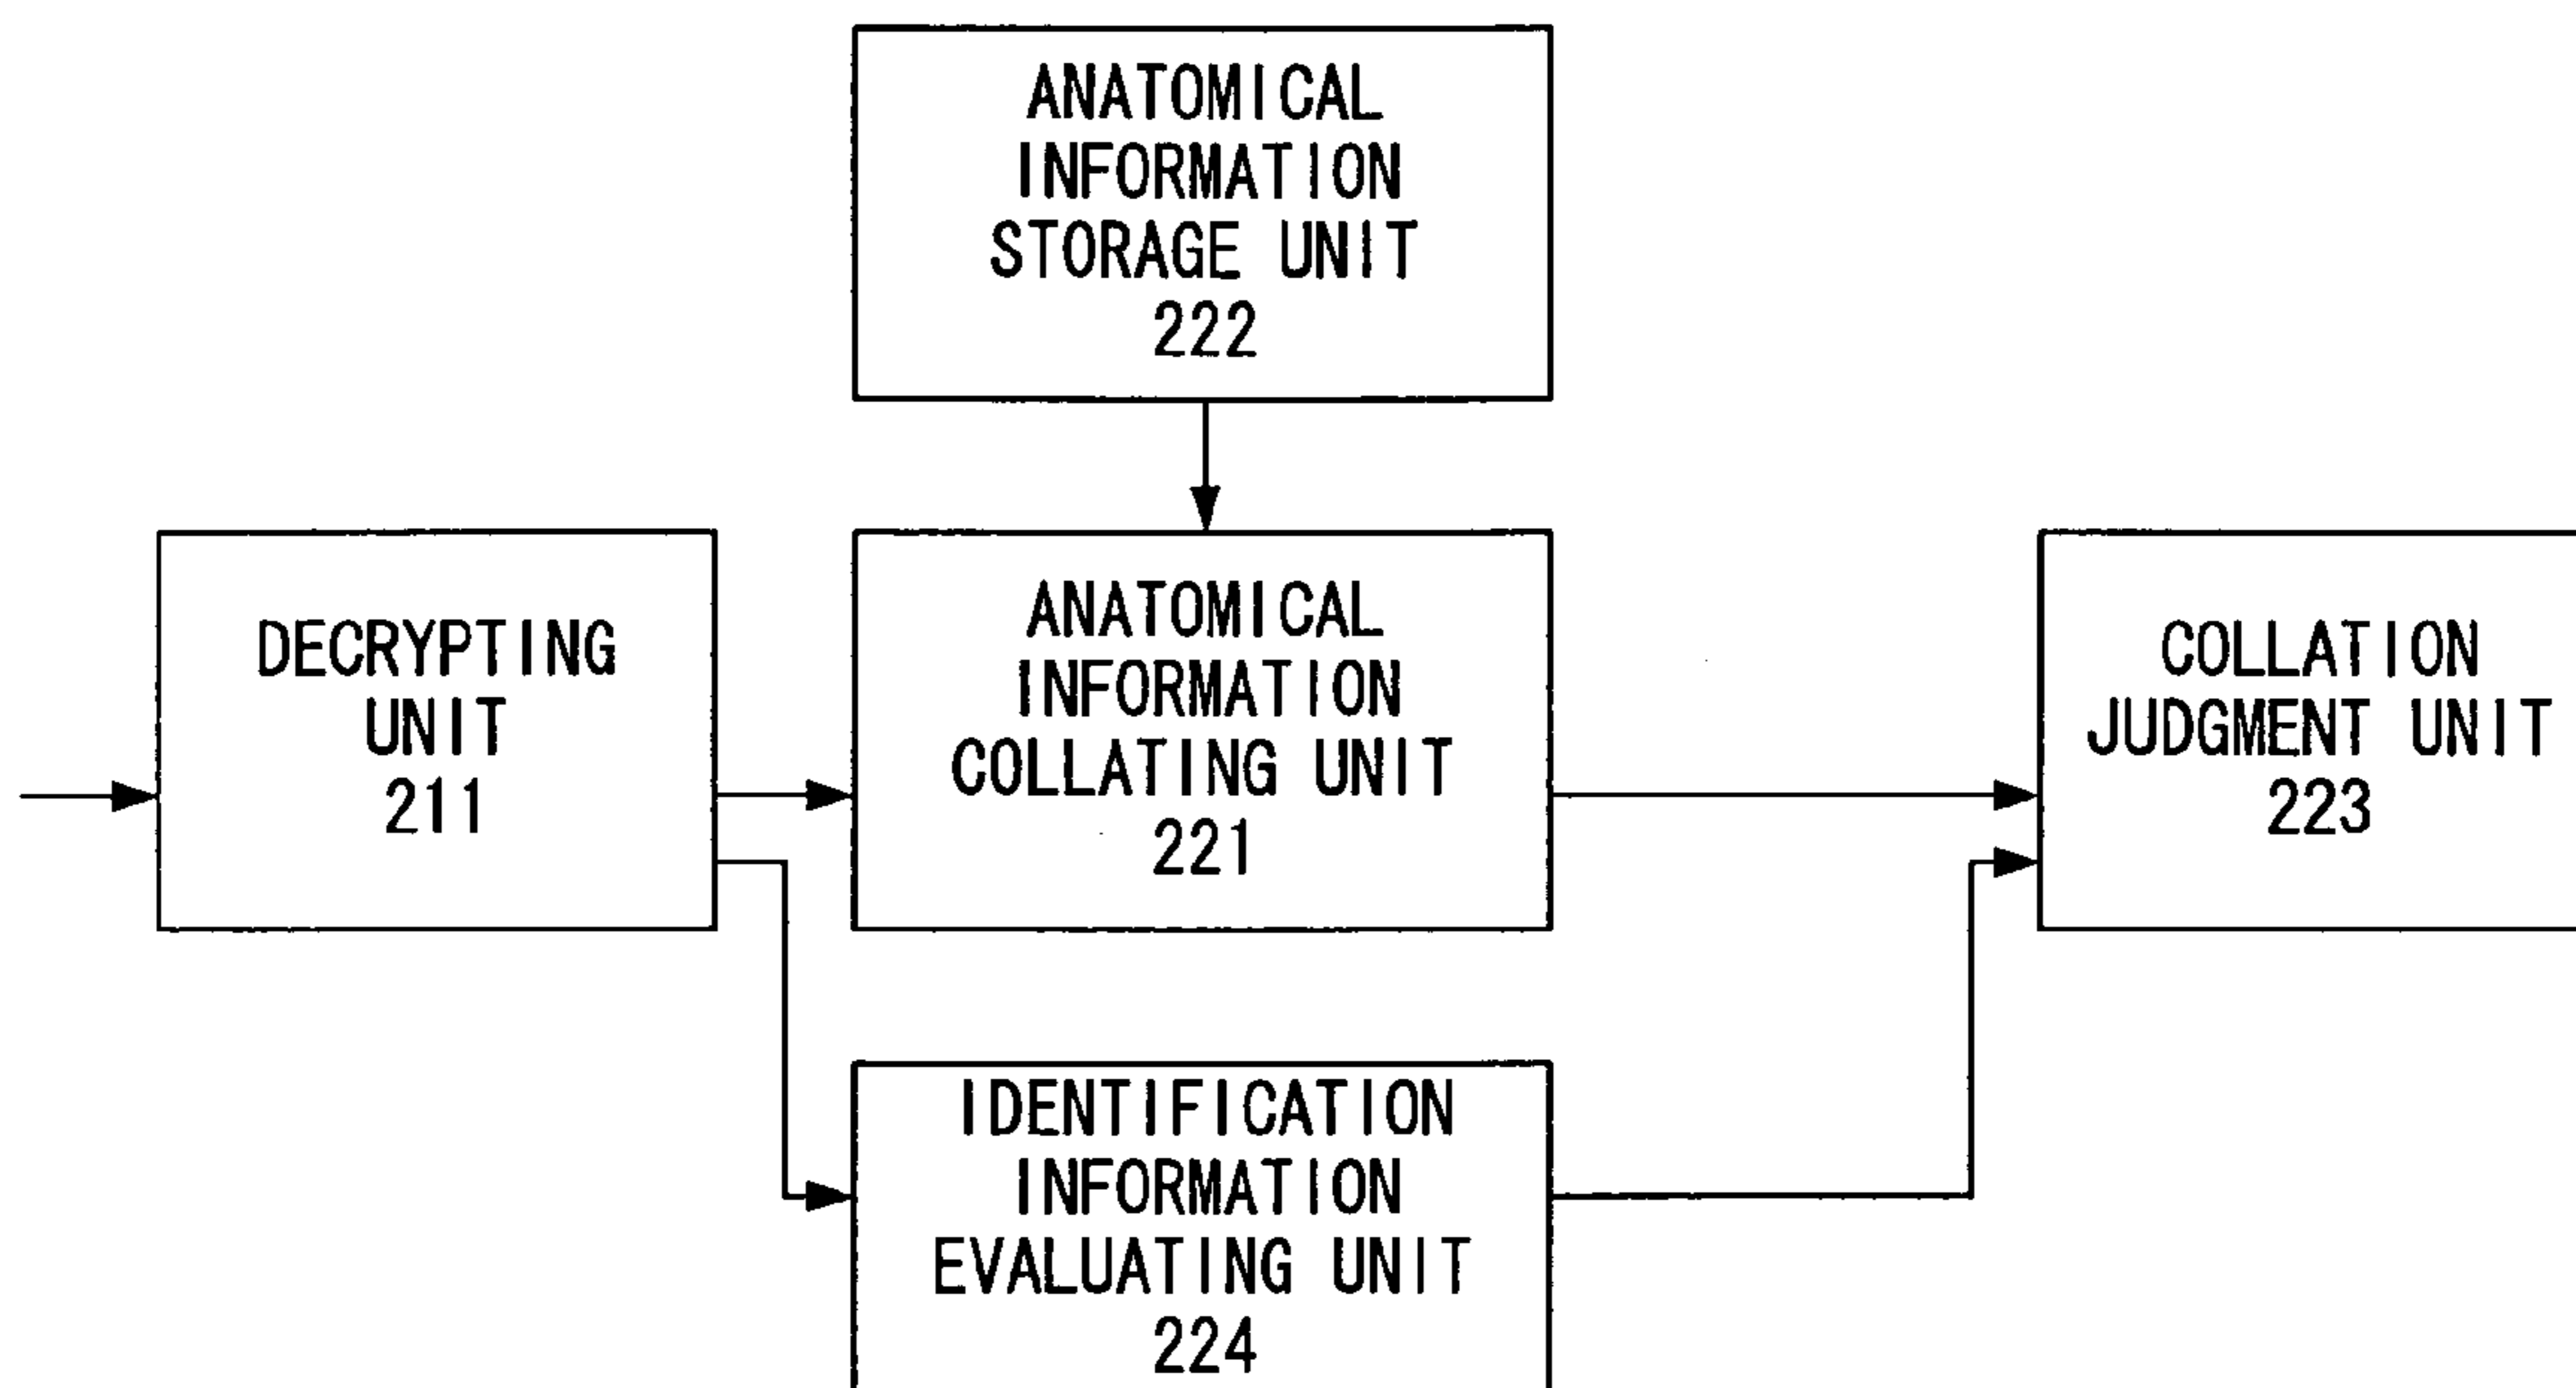 ANATOMICAL
INFORMATION
STORAGE UNIT
222
DECRYPTING
UNIT
211
ANATOMICAL
INFORMATION
COLLATING UNIT
221
COLLATION
JUDGMENT UNIT
223
IDENTIFICATION
INFORMATION
EVALUATING UNIT
224